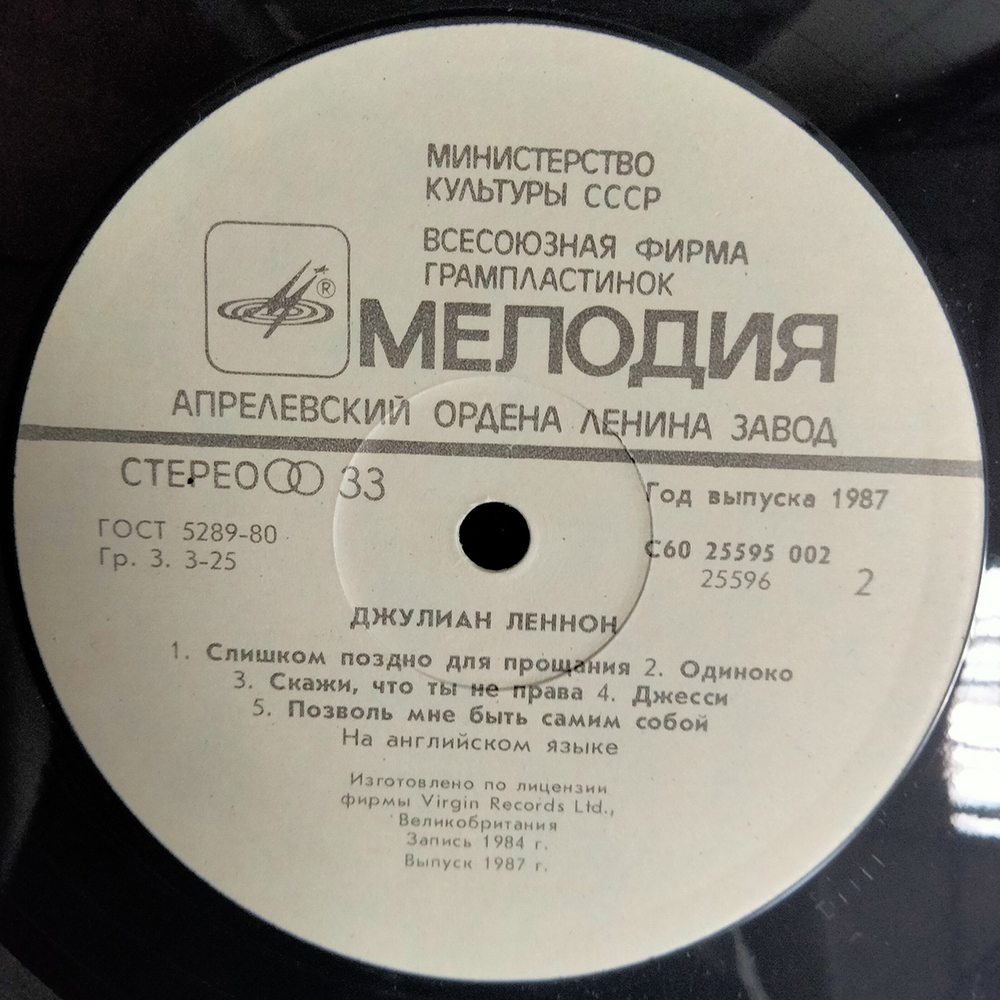 МИНИСТЕРСТВО
КУЛЬТУРЫ СССР
ВСЕСОЮЗНАЯ ФИРМА
ГРАМПЛАСТИНОК
®
МЕЛОДИЯ
АПРЕЛЕВСКИЙ ОРДЕНА ЛЕНИНА ЗАВОД
СТЕРЕО 33
Год выпуска 1987
ГОСТ 5289-80
Гр. 3. 3-25
С60 25595 002
25596 2
ДЖУЛИАН ЛЕННОН
1. Слишком поздно для прощания 2. Одиноко
3. Скажи, что ты не права 4. Джесси
5. Позволь мне быть самим собой
На английском языке
Изготовлено по лицензии
фирмы Virgin Records Ltd.,
Великобритания
Запись 1984 г.
Выпуск 1987 г.